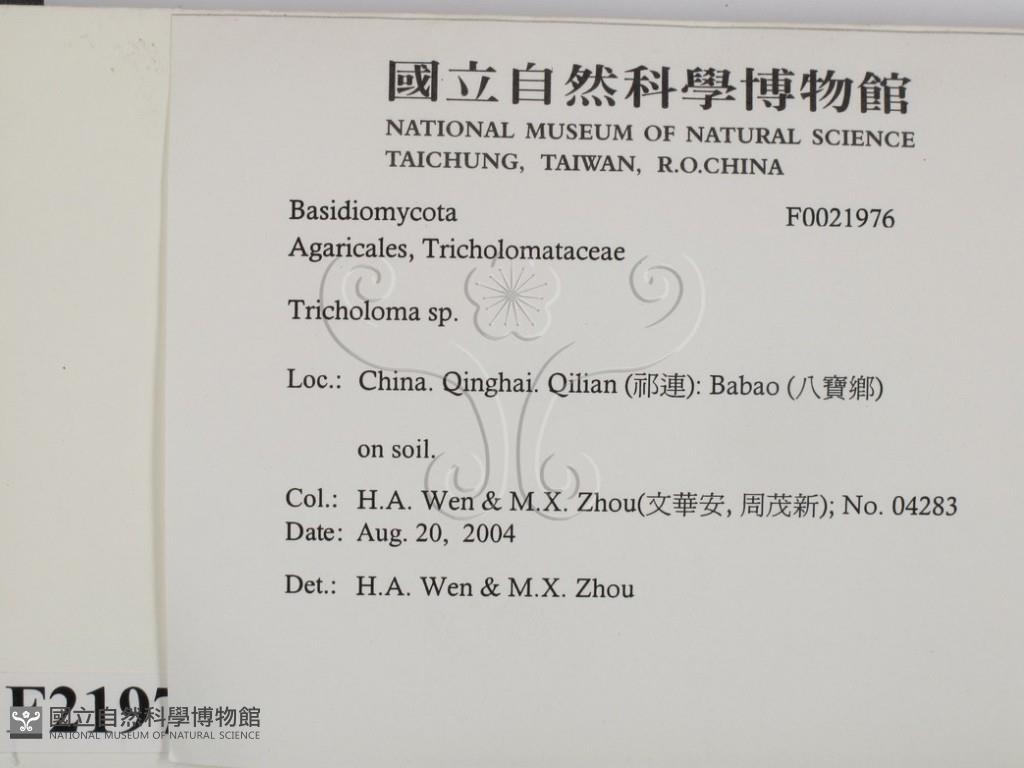 國立自然科學博物館
NATIONAL MUSEUM OF NATURAL SCIENCE
TAICHUNG, TAIWAN, R.O.CHINA
Basidiomycota F0021976
Agaricales, Tricholomataceae
Tricholoma sp.
Loc.: China. Qinghai. Qilian (祁連): Babao (八寶鄉)
on soil.
Col.: H.A. Wen & M.X. Zhou(文華安, 周茂新); No. 04283
Date: Aug. 20, 2004
Det.: H.A. Wen & M.X. Zhou
F2197
國立自然科學博物館
NATIONAL MUSEUM OF NATURAL SCIENCE